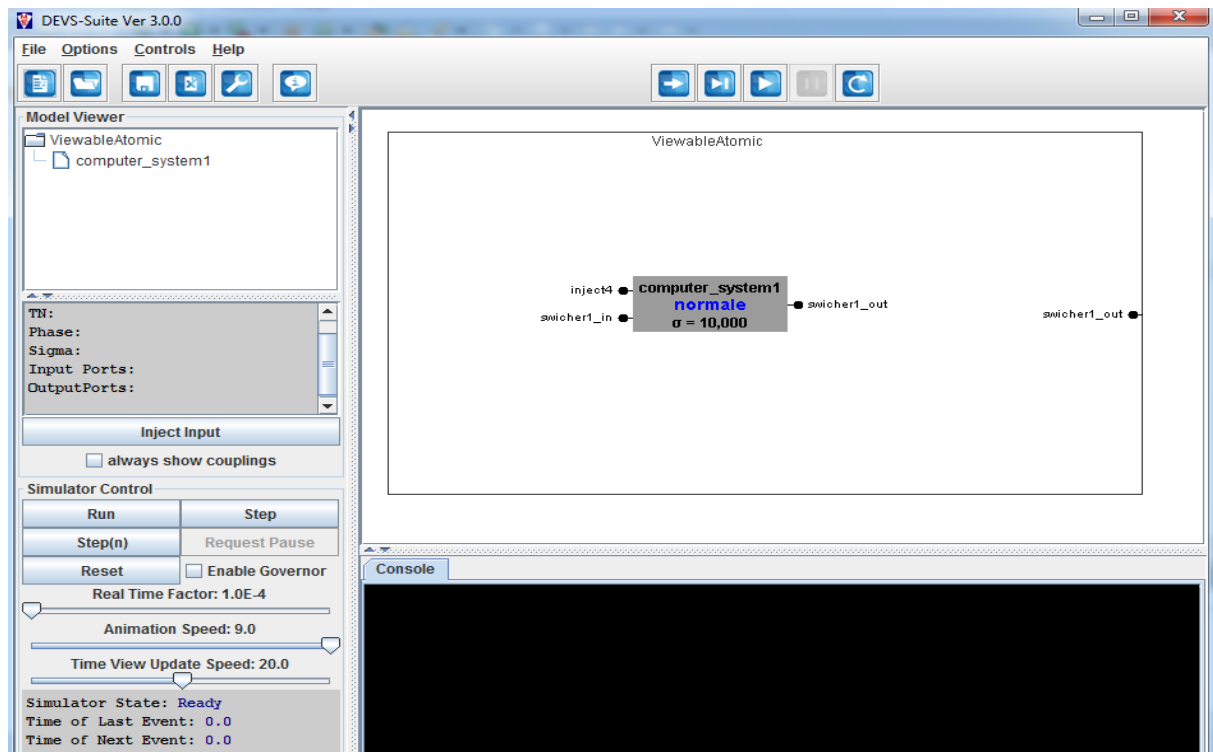 DEVS-Suite Ver 3.0.0
File Options Controls Help
Model Viewer
ViewableAtomic
computer_system1
TN:
Phase:
Sigma:
Input Ports:
OutputPorts:
Inject Input
always show couplings
Simulator Control
Run Step
Step(n) Request Pause
Reset Enable Governor
Real Time Factor: 1.0E-4
Animation Speed: 9.0
Time View Update Speed: 20.0
Simulator State: Ready
Time of Last Event: 0.0
Time of Next Event: 0.0
ViewableAtomic
inject4
swicher1_in
computer_system1
normale
σ = 10,000
swicher1_out
swicher1_out
Console